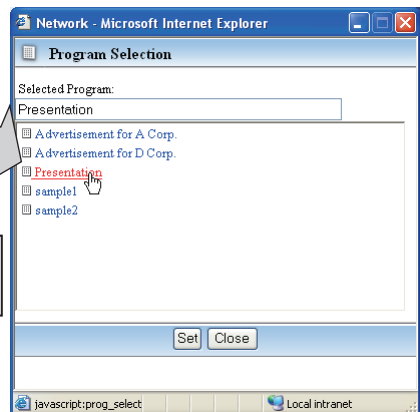 Network - Microsoft Internet Explorer
Program Selection
Selected Program:
Presentation
Advertisement for A Corp.
Advertisement for D Corp.
Presentation
sample1
sample2
Set Close
javascript:prog_select Local intranet